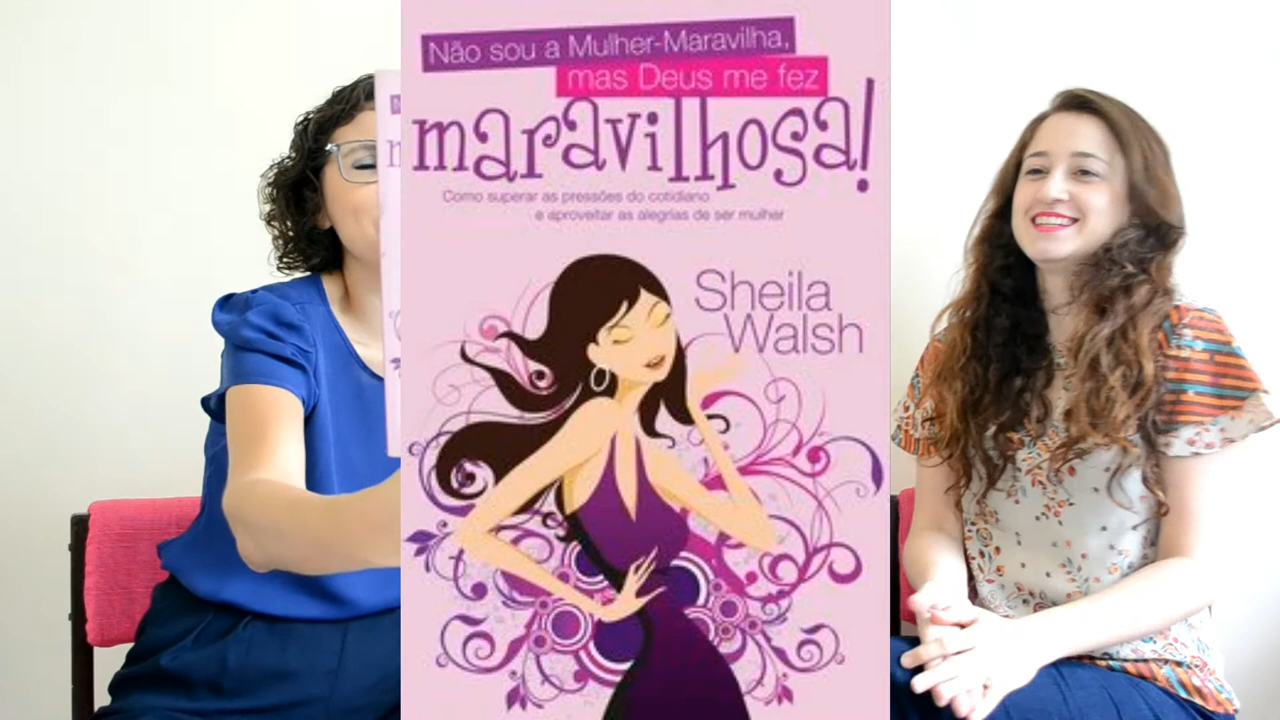 Não sou a Mulher-Maravilha,
mas Deus me fez
maravilhosa!
Como superar as pressões do cotidiano
e aproveitar as alegrias de ser mulher
Sheila
Walsh